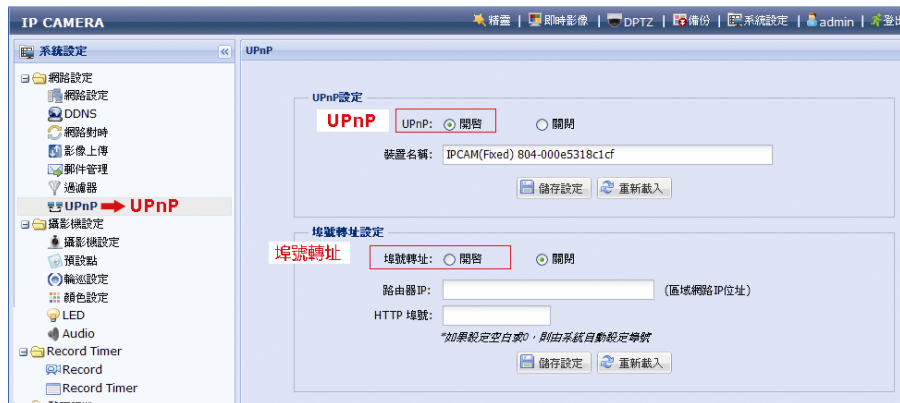 IP CAMERA
精靈 | 即時影像 | DPTZ | 備份 | 系統設定 | admin | 登出
系統設定
UPnP
網路設定
網路設定
DDNS
網路對時
影像上傳
郵件管理
過濾器
UPnP UPnP
攝影機設定
攝影機設定
預設點
輪巡設定
顏色設定
LED
Audio
Record Timer
Record
Record Timer
UPnP設定
UPnP UPnP: 開啓 關閉
裝置名稱: IPCAM(Fixed) 804-000e5318c1cf
儲存設定 重新載入
埠號轉址設定
埠號轉址 埠號轉址: 開啓 關閉
路由器IP: (區域網路IP位址)
HTTP 埠號:
*如果設定空白或0，則由系統自動設定埠號
儲存設定 重新載入